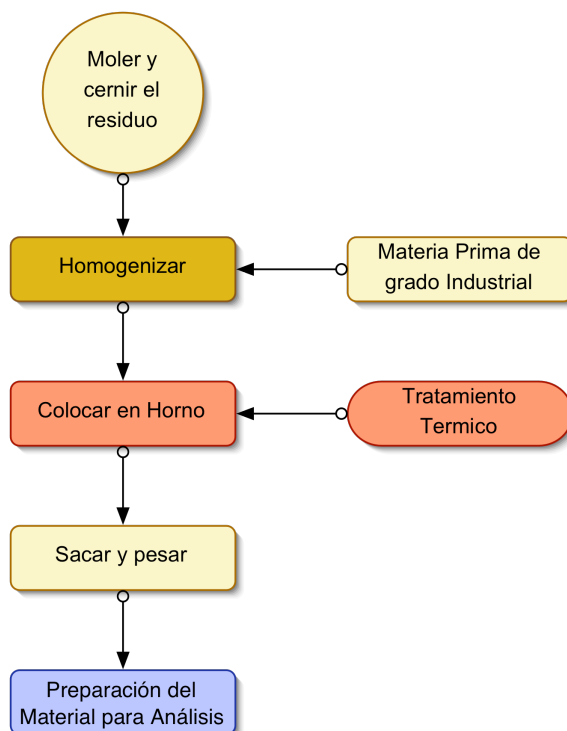 Moler y
cernir el
residuo
Homogenizar
Materia Prima de
grado Industrial
Colocar en Horno
Tratamiento
Termico
Sacar y pesar
Preparación del
Material para Análisis